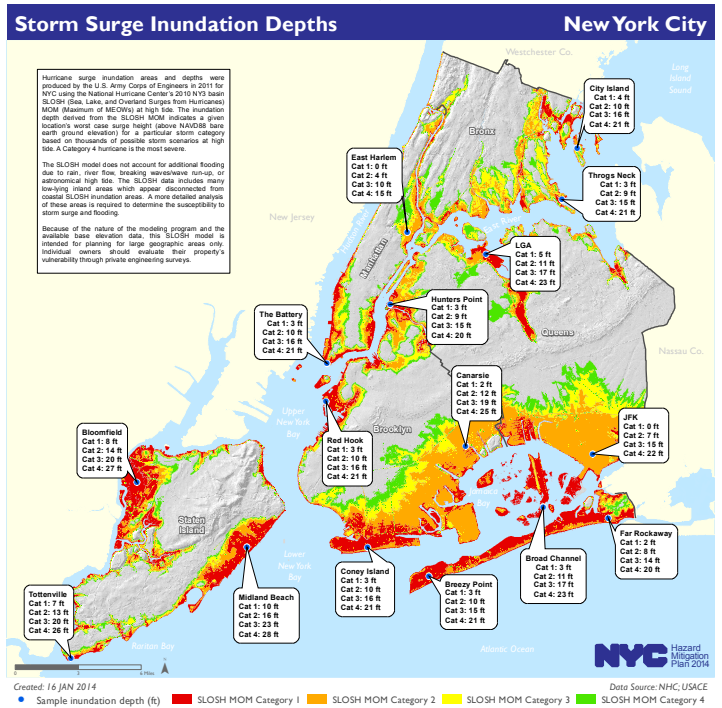 Storm Surge Inundation Depths
New York City
Hurricane surge inundation areas and depths were
produced by the U.S. Army Corps of Engineers in 2011 for
NYC using the National Hurricane Center's 2010 NY3 basin
SLOSH (Sea, Lake, and Overland Surges from Hurricanes)
MOM (Maximum of MEOWs) at high tide. The inundation
depth derived from the SLOSH MOM indicates a given
location's worst case surge height (above NAVD88 bare
earth ground elevation) for a particular storm category
based on thousands of possible storm scenarios at high
tide. A Category 4 hurricane is the most severe.
The SLOSH model does not account for additional flooding
due to rain, river flow, breaking waves/wave run-up, or
astronomical high tide. The SLOSH data includes many
low-lying inland areas which appear disconnected from
coastal SLOSH inundation areas. A more detailed analysis
of these areas is required to determine the susceptibility to
storm surge and flooding.
Because of the nature of the modeling program and the
available base elevation data, this SLOSH model is
intended for planning for large geographic areas only.
Individual owners should evaluate their property's
vulnerability through private engineering surveys.
Westchester Co.
Long
Island
Sound
City Island
Cat 1: 4 ft
Cat 2: 10 ft
Cat 3: 16 ft
Cat 4: 21 ft
Bronx
East Harlem
Cat 1: 0 ft
Cat 2: 4 ft
Cat 3: 10 ft
Cat 4: 15 ft
Throgs Neck
Cat 1: 3 ft
Cat 2: 9 ft
Cat 3: 15 ft
Cat 4: 21 ft
New Jersey
Hudson River
East River
Manhattan
LGA
Cat 1: 5 ft
Cat 2: 11 ft
Cat 3: 17 ft
Cat 4: 23 ft
Hunters Point
Cat 1: 3 ft
Cat 2: 9 ft
Cat 3: 15 ft
Cat 4: 20 ft
The Battery
Cat 1: 3 ft
Cat 2: 10 ft
Cat 3: 16 ft
Cat 4: 21 ft
Queens
Nassau Co.
Canarsie
Cat 1: 2 ft
Cat 2: 12 ft
Cat 3: 19 ft
Cat 4: 25 ft
Upper
New York
Bay
Brooklyn
JFK
Cat 1: 0 ft
Cat 2: 7 ft
Cat 3: 15 ft
Cat 4: 22 ft
Bloomfield
Cat 1: 8 ft
Cat 2: 14 ft
Cat 3: 20 ft
Cat 4: 27 ft
Red Hook
Cat 1: 3 ft
Cat 2: 10 ft
Cat 3: 16 ft
Cat 4: 21 ft
Jamaica
Bay
Staten
Island
Far Rockaway
Cat 1: 2 ft
Cat 2: 8 ft
Cat 3: 14 ft
Cat 4: 20 ft
Lower
New York
Bay
Broad Channel
Cat 1: 3 ft
Cat 2: 11 ft
Cat 3: 17 ft
Cat 4: 23 ft
Coney Island
Cat 1: 3 ft
Cat 2: 10 ft
Cat 3: 16 ft
Cat 4: 21 ft
Breezy Point
Cat 1: 3 ft
Cat 2: 10 ft
Cat 3: 15 ft
Cat 4: 21 ft
Midland Beach
Cat 1: 10 ft
Cat 2: 16 ft
Cat 3: 23 ft
Cat 4: 28 ft
Tottenville
Cat 1: 7 ft
Cat 2: 13 ft
Cat 3: 20 ft
Cat 4: 26 ft
Raritan Bay
Atlantic Ocean
NYC
Hazard
Mitigation
Plan 2014
0 3 6 Miles
N
Created: 16 JAN 2014
Data Source: NHC; USACE
Sample inundation depth (ft)
SLOSH MOM Category 1
SLOSH MOM Category 2
SLOSH MOM Category 3
SLOSH MOM Category 4